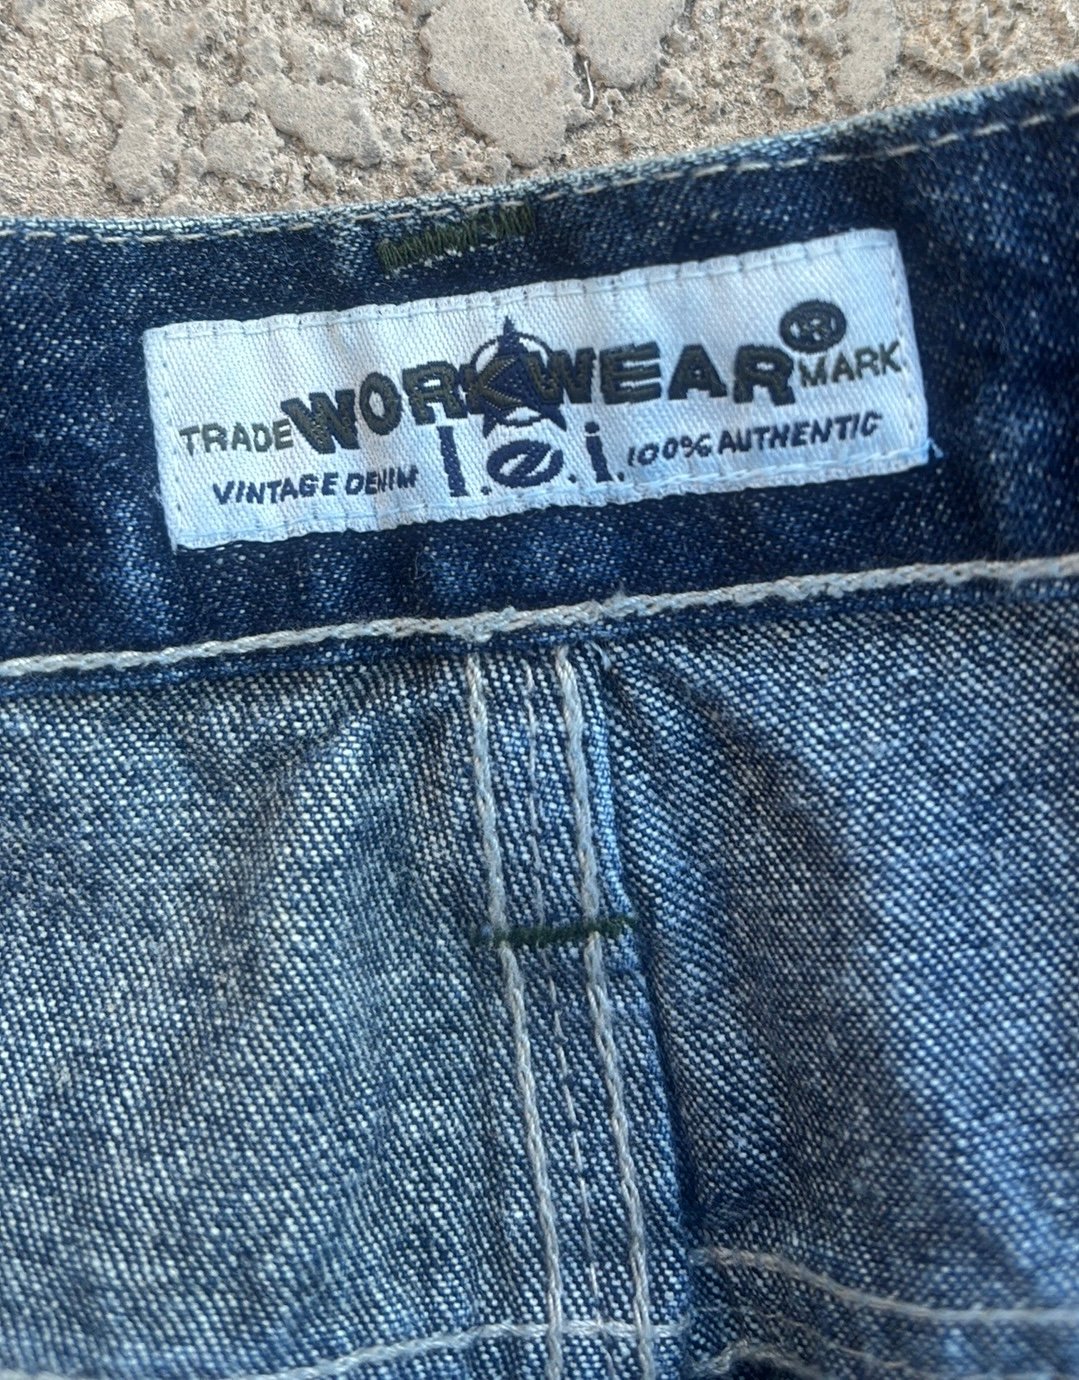 TRADE WORKWEAR ® MARK
VINTAGE DENIM l.e.i. 100% AUTHENTIC